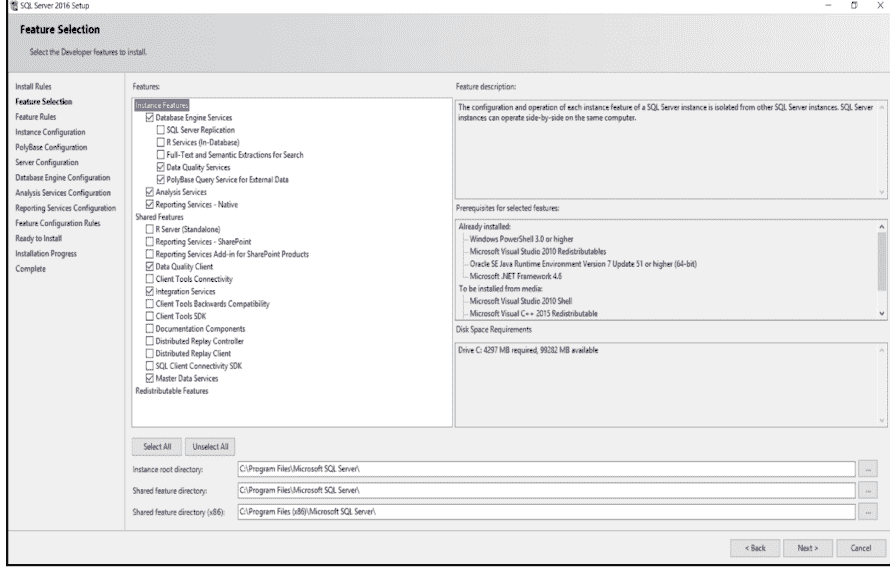 SQL Server 2016 Setup
Feature Selection
Select the Developer features to install.
Install Rules
Feature Selection
Feature Rules
Instance Configuration
PolyBase Configuration
Server Configuration
Database Engine Configuration
Analysis Services Configuration
Reporting Services Configuration
Feature Configuration Rules
Ready to Install
Installation Progress
Complete
Features:
Instance Features
Database Engine Services
SQL Server Replication
R Services (In-Database)
Full-Text and Semantic Extractions for Search
Data Quality Services
PolyBase Query Service for External Data
Analysis Services
Reporting Services - Native
Shared Features
R Server (Standalone)
Reporting Services - SharePoint
Reporting Services Add-in for SharePoint Products
Data Quality Client
Client Tools Connectivity
Integration Services
Client Tools Backwards Compatibility
Client Tools SDK
Documentation Components
Distributed Replay Controller
Distributed Replay Client
SQL Client Connectivity SDK
Master Data Services
Redistributable Features
Feature description:
The configuration and operation of each instance feature of a SQL Server instance is isolated from other SQL Server instances. SQL Server
instances can operate side-by-side on the same computer.
Prerequisites for selected features:
Already installed:
Windows PowerShell 3.0 or higher
Microsoft Visual Studio 2010 Redistributables
Oracle SE Java Runtime Environment Version 7 Update 51 or higher (64-bit)
Microsoft .NET Framework 4.6
To be installed from media:
Microsoft Visual Studio 2010 Shell
Microsoft Visual C++ 2015 Redistributable
Disk Space Requirements
Drive C: 4297 MB required, 99282 MB available
Select All
Unselect All
Instance root directory:
C:\Program Files\Microsoft SQL Server\
...
Shared feature directory:
C:\Program Files\Microsoft SQL Server\
...
Shared feature directory (x86):
C:\Program Files (x86)\Microsoft SQL Server\
...
< Back
Next >
Cancel